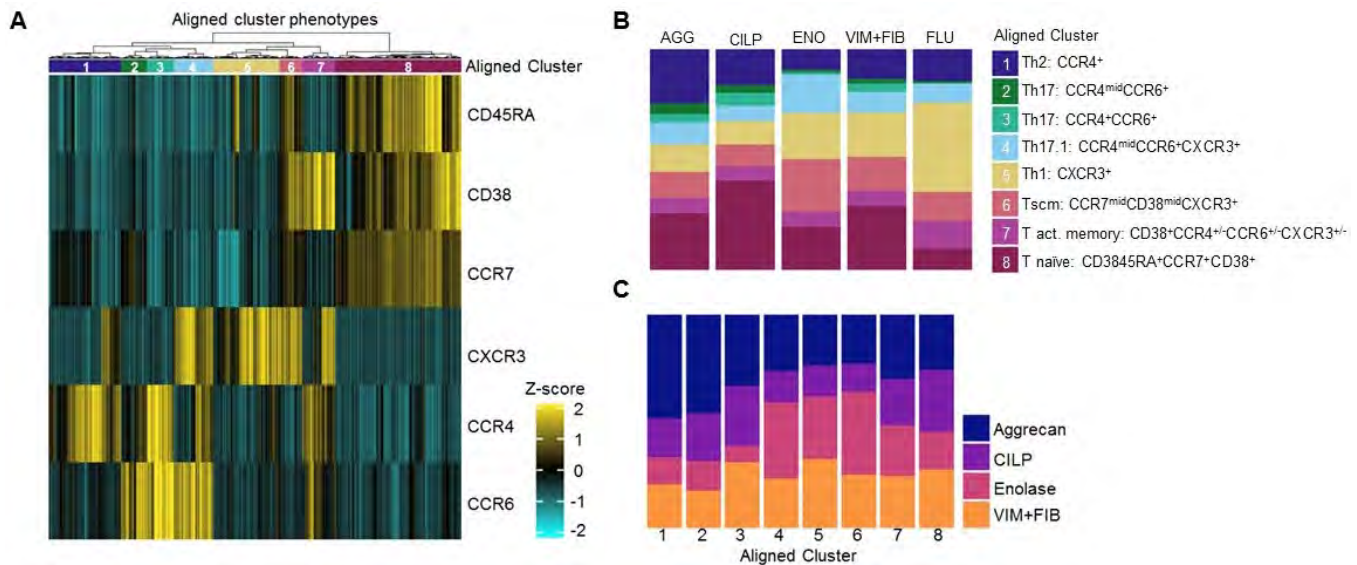 A
Aligned cluster phenotypes
1 2 3 4 5 6 7 8
Aligned Cluster
CD45RA
CD38
CCR7
CXCR3
CCR4
CCR6
Z-score
2
1
0
-1
-2
B
AGG CILP ENO VIM+FIB FLU
Aligned Cluster
1 Th2: CCR4+
2 Th17: CCR4midCCR6+
3 Th17: CCR4+CCR6+
4 Th17.1: CCR4midCCR6+CXCR3+
5 Th1: CXCR3+
6 Tscm: CCR7midCD38midCXCR3+
7 T act. memory: CD38+CCR4+/-CCR6+/-CXCR3+/-
8 T naïve: CD3845RA+CCR7+CD38+
C
1 2 3 4 5 6 7 8
Aligned Cluster
Aggrecan
CILP
Enolase
VIM+FIB